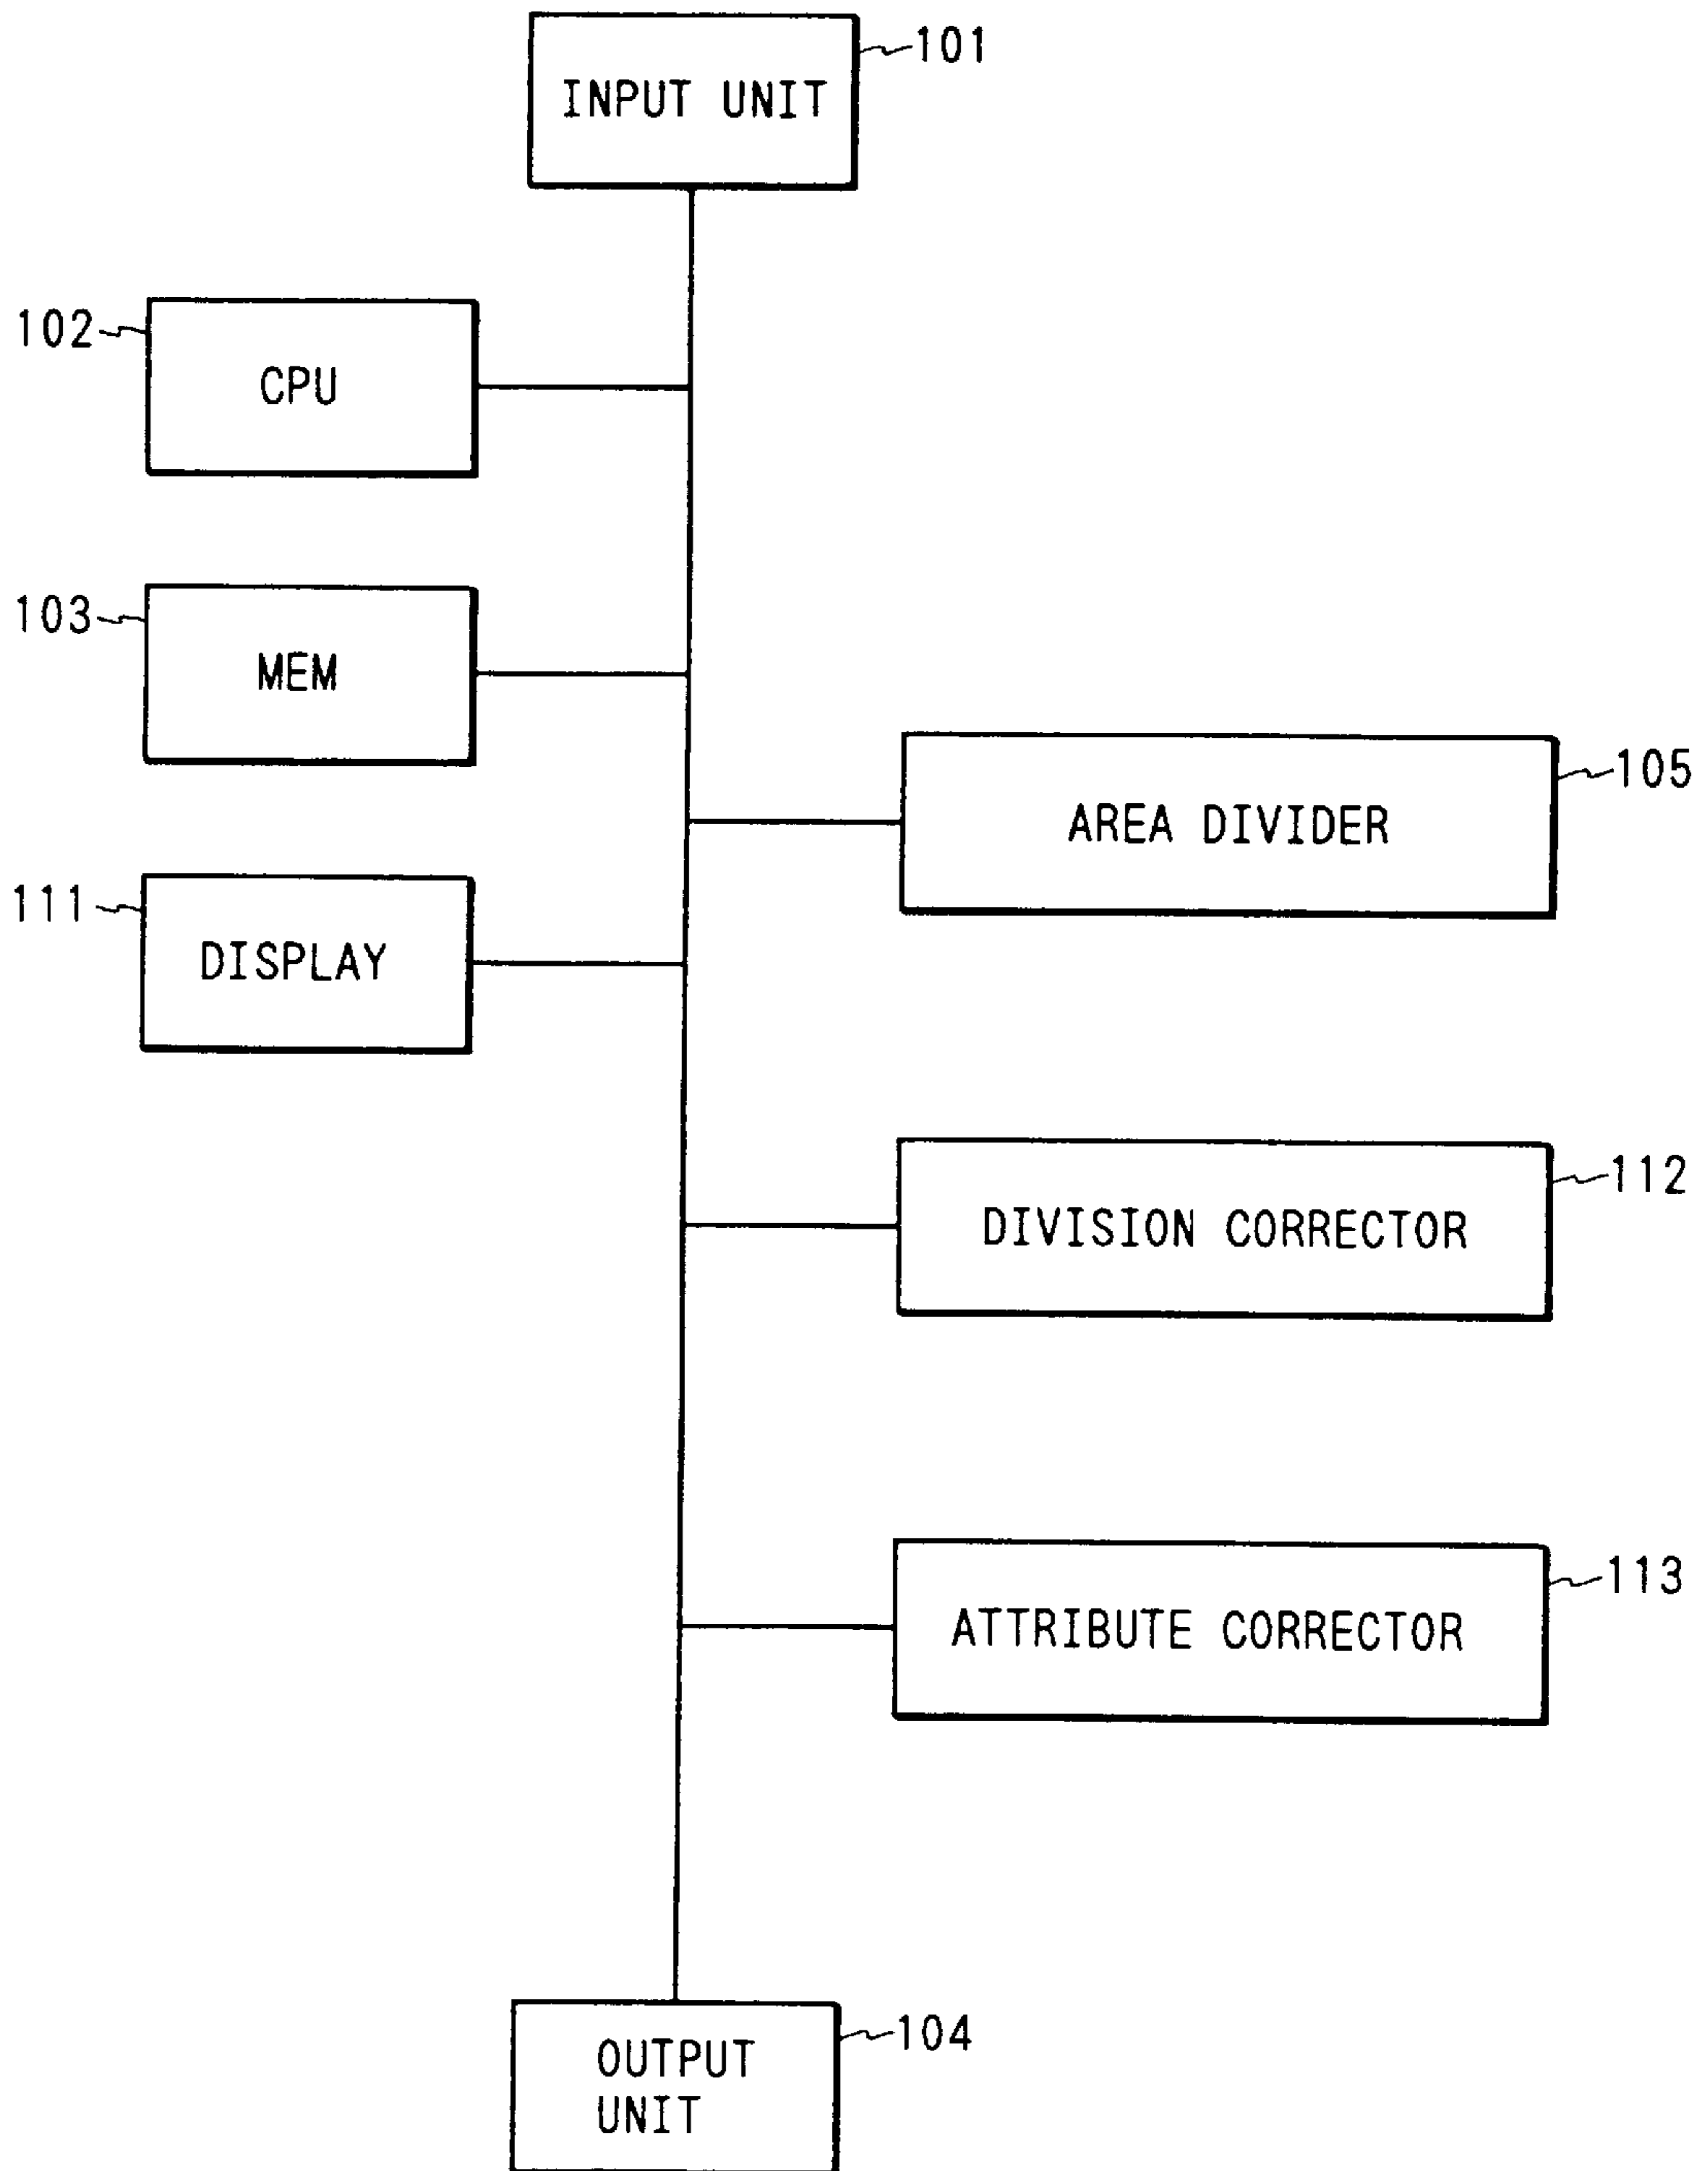 101
INPUT UNIT
102
CPU
103
MEM
105
AREA DIVIDER
111
DISPLAY
112
DIVISION CORRECTOR
113
ATTRIBUTE CORRECTOR
104
OUTPUT
UNIT